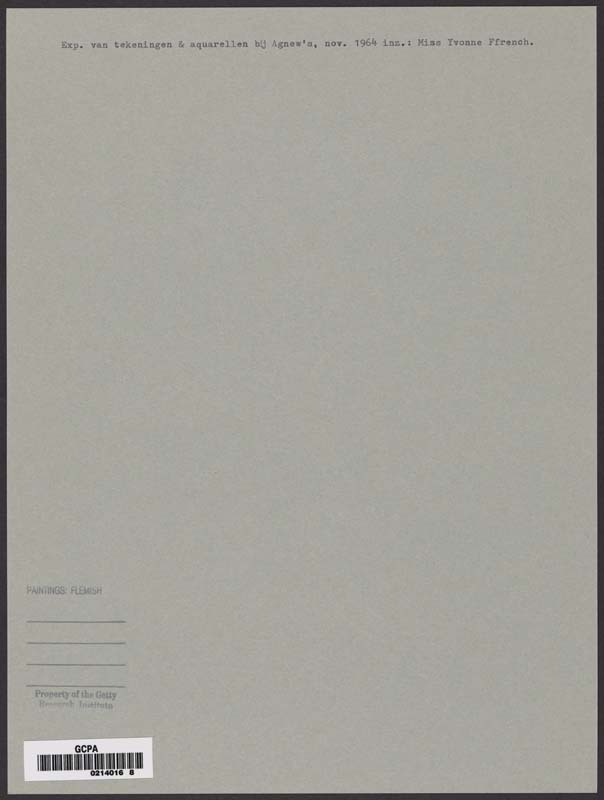 Exp. van tekeningen & aquarellen bij Agnew's, nov. 1964 inz.: Miss Yvonne Ffrench.
PAINTINGS: FLEMISH
Property of the Getty
Research Institute
GCPA
0214016 8